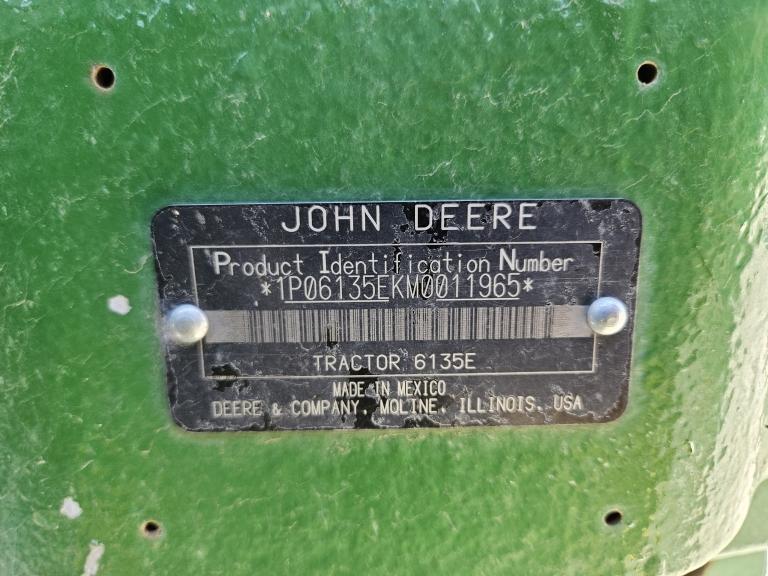 JOHN DEERE
Product Identification Number
*1P06135EKM0011965*
TRACTOR 6135E
MADE IN MEXICO
DEERE & COMPANY, MOLINE, ILLINOIS, USA